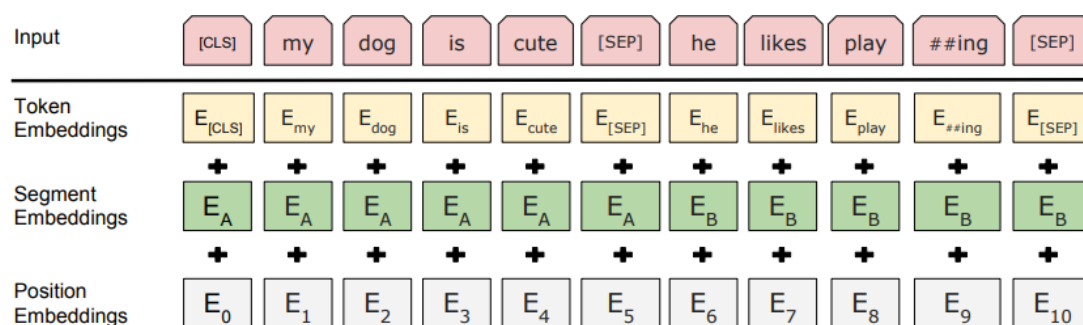 Input [CLS] my dog is cute [SEP] he likes play ##ing [SEP]
Token Embeddings E[CLS] Emy Edog Eis Ecute E[SEP] Ehe Elikes Eplay E##ing E[SEP]
+ + + + + + + + + + +
Segment Embeddings EA EA EA EA EA EA EB EB EB EB EB
+ + + + + + + + + + +
Position Embeddings E0 E1 E2 E3 E4 E5 E6 E7 E8 E9 E10